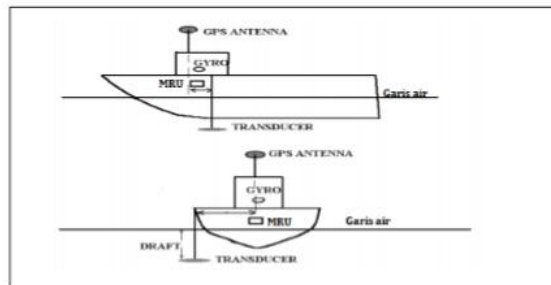 GPS ANTENNA
GYRO
MRU
Garis air
TRANSDUCER
GPS ANTENNA
GYRO
MRU
Garis air
DRAFT
TRANSDUCER